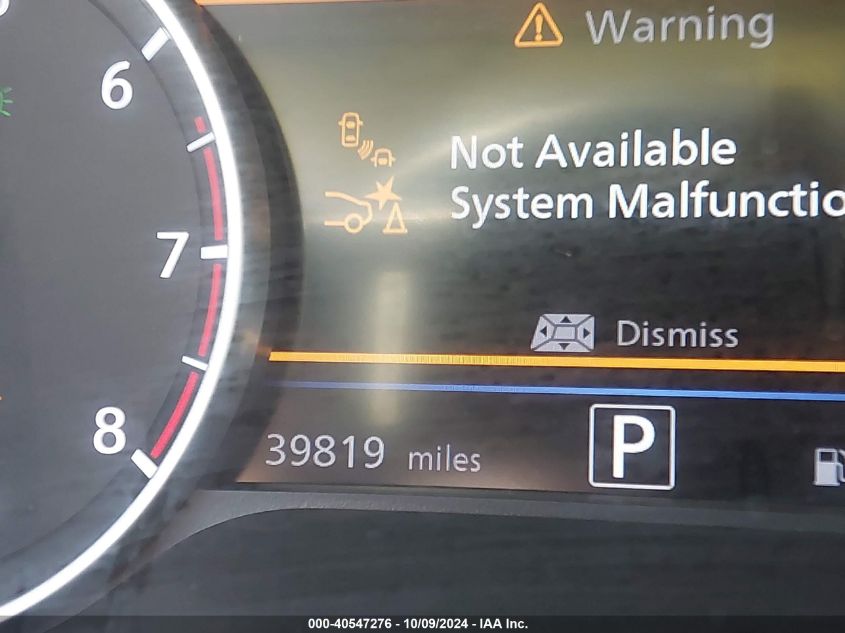 6
7
8
Warning
Not Available
System Malfunctio
Dismiss
39819 miles
P
000-40547276 - 10/09/2024 - IAA Inc.